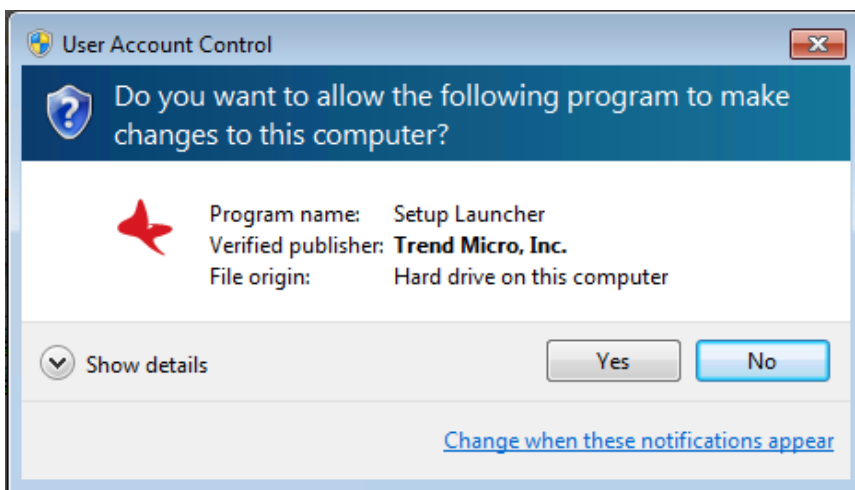 User Account Control
Do you want to allow the following program to make
changes to this computer?
Program name: Setup Launcher
Verified publisher: Trend Micro, Inc.
File origin: Hard drive on this computer
Show details
Yes
No
Change when these notifications appear